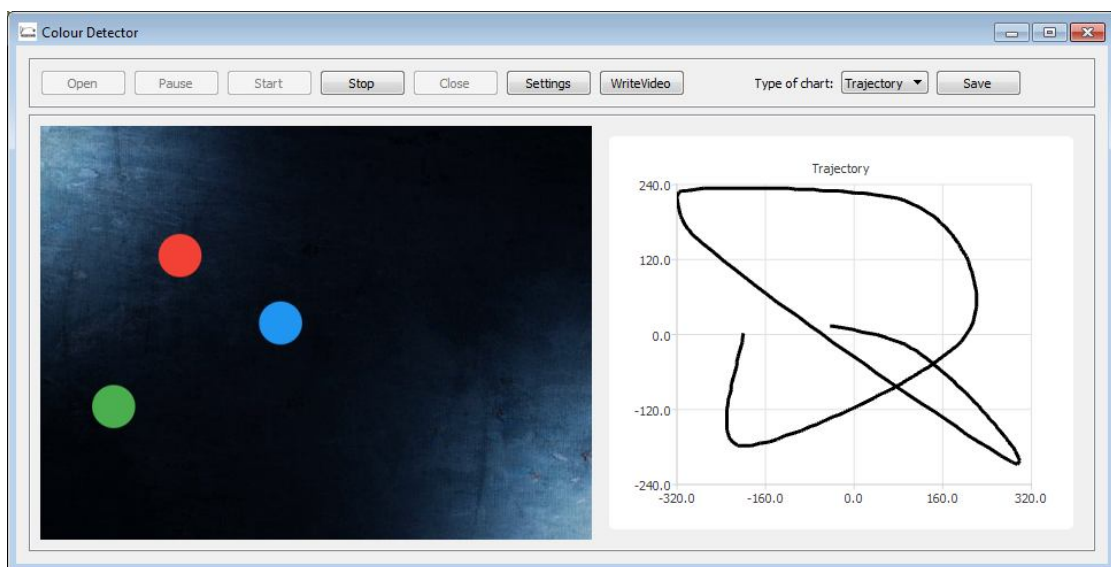 Colour Detector
Open Pause Start Stop Close Settings WriteVideo Type of chart: Trajectory Save
Trajectory
240.0
120.0
0.0
-120.0
-240.0
-320.0 -160.0 0.0 160.0 320.0